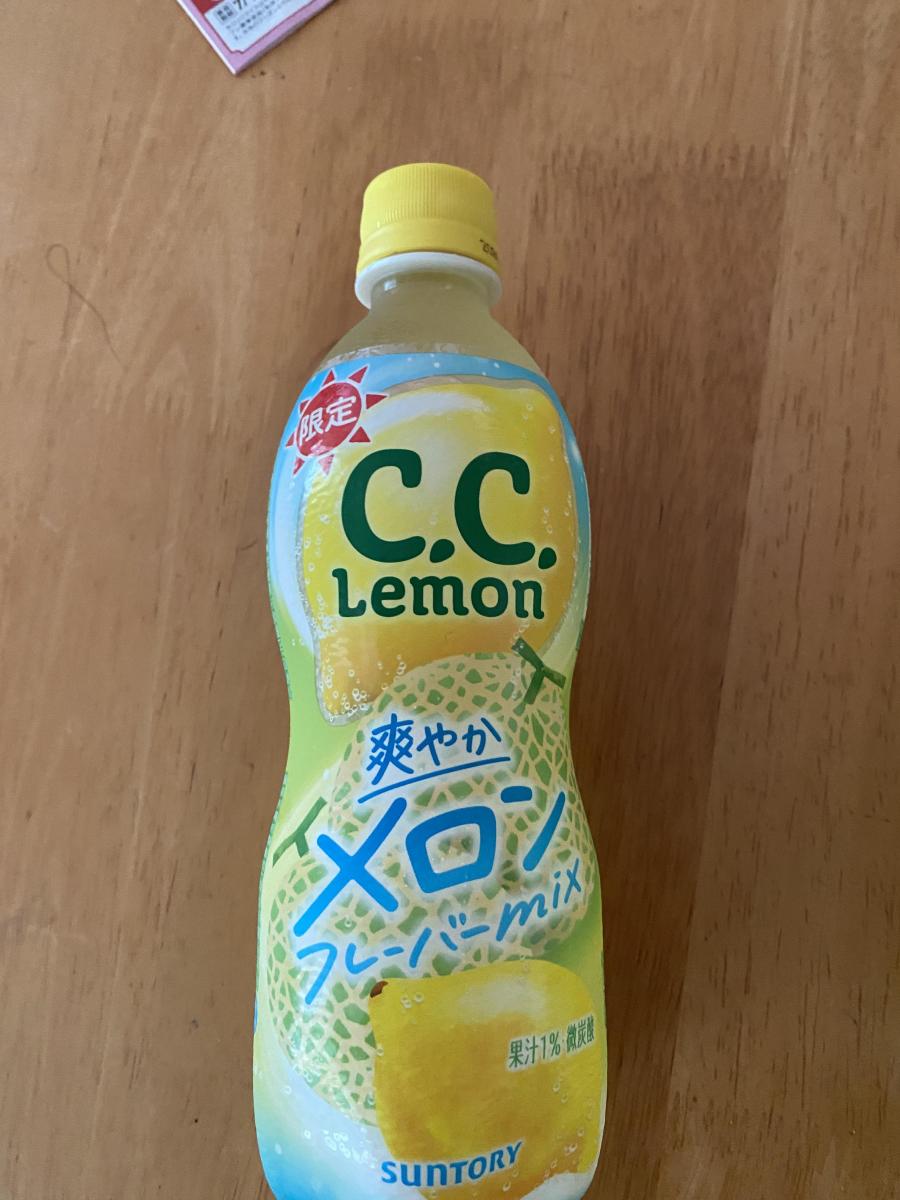 限定
C.C.
Lemon
爽やか
メロン
フレーバーmix
果汁1% 微炭酸
SUNTORY